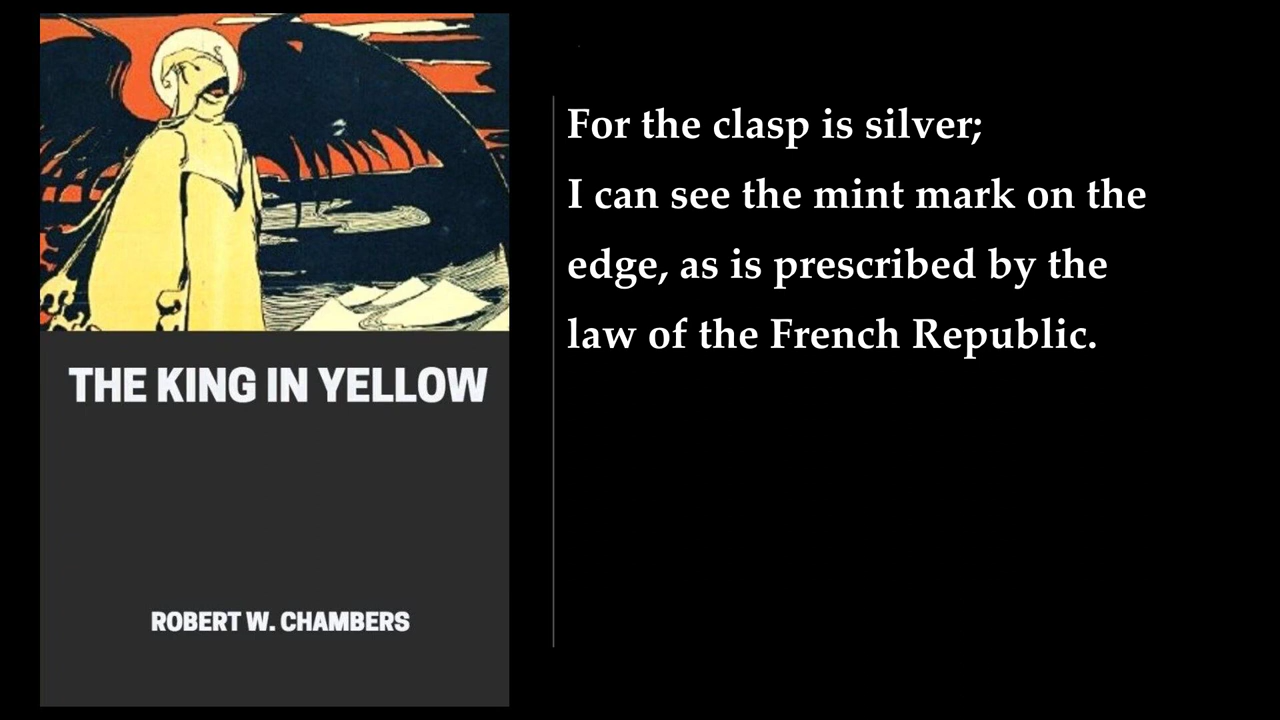 THE KING IN YELLOW
ROBERT W. CHAMBERS
For the clasp is silver;
I can see the mint mark on the
edge, as is prescribed by the
law of the French Republic.